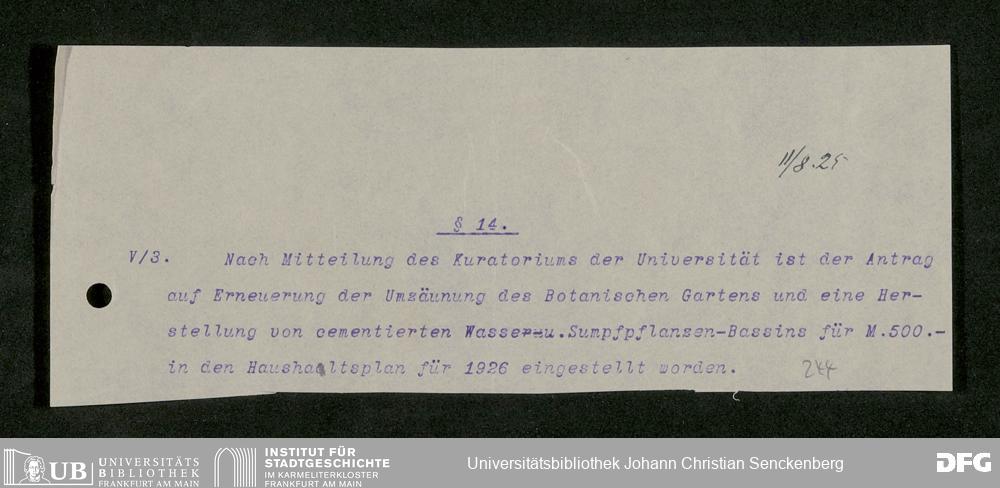 11/8.25
§ 14.
V/3. Nach Mitteilung des Kuratoriums der Universität ist der Antrag
auf Erneuerung der Umzäunung des Botanischen Gartens und eine Her-
stellung von cementierten Wasser-u.Sumpfpflanzen-Bassins für M.500.-
in den Haushaltsplan für 1926 eingestellt worden.
244
UB UNIVERSITÄTS
BIBLIOTHEK
FRANKFURT AM MAIN
INSTITUT FÜR
STADTGESCHICHTE
IM KARMELITERKLOSTER
FRANKFURT AM MAIN
Universitätsbibliothek Johann Christian Senckenberg
DFG